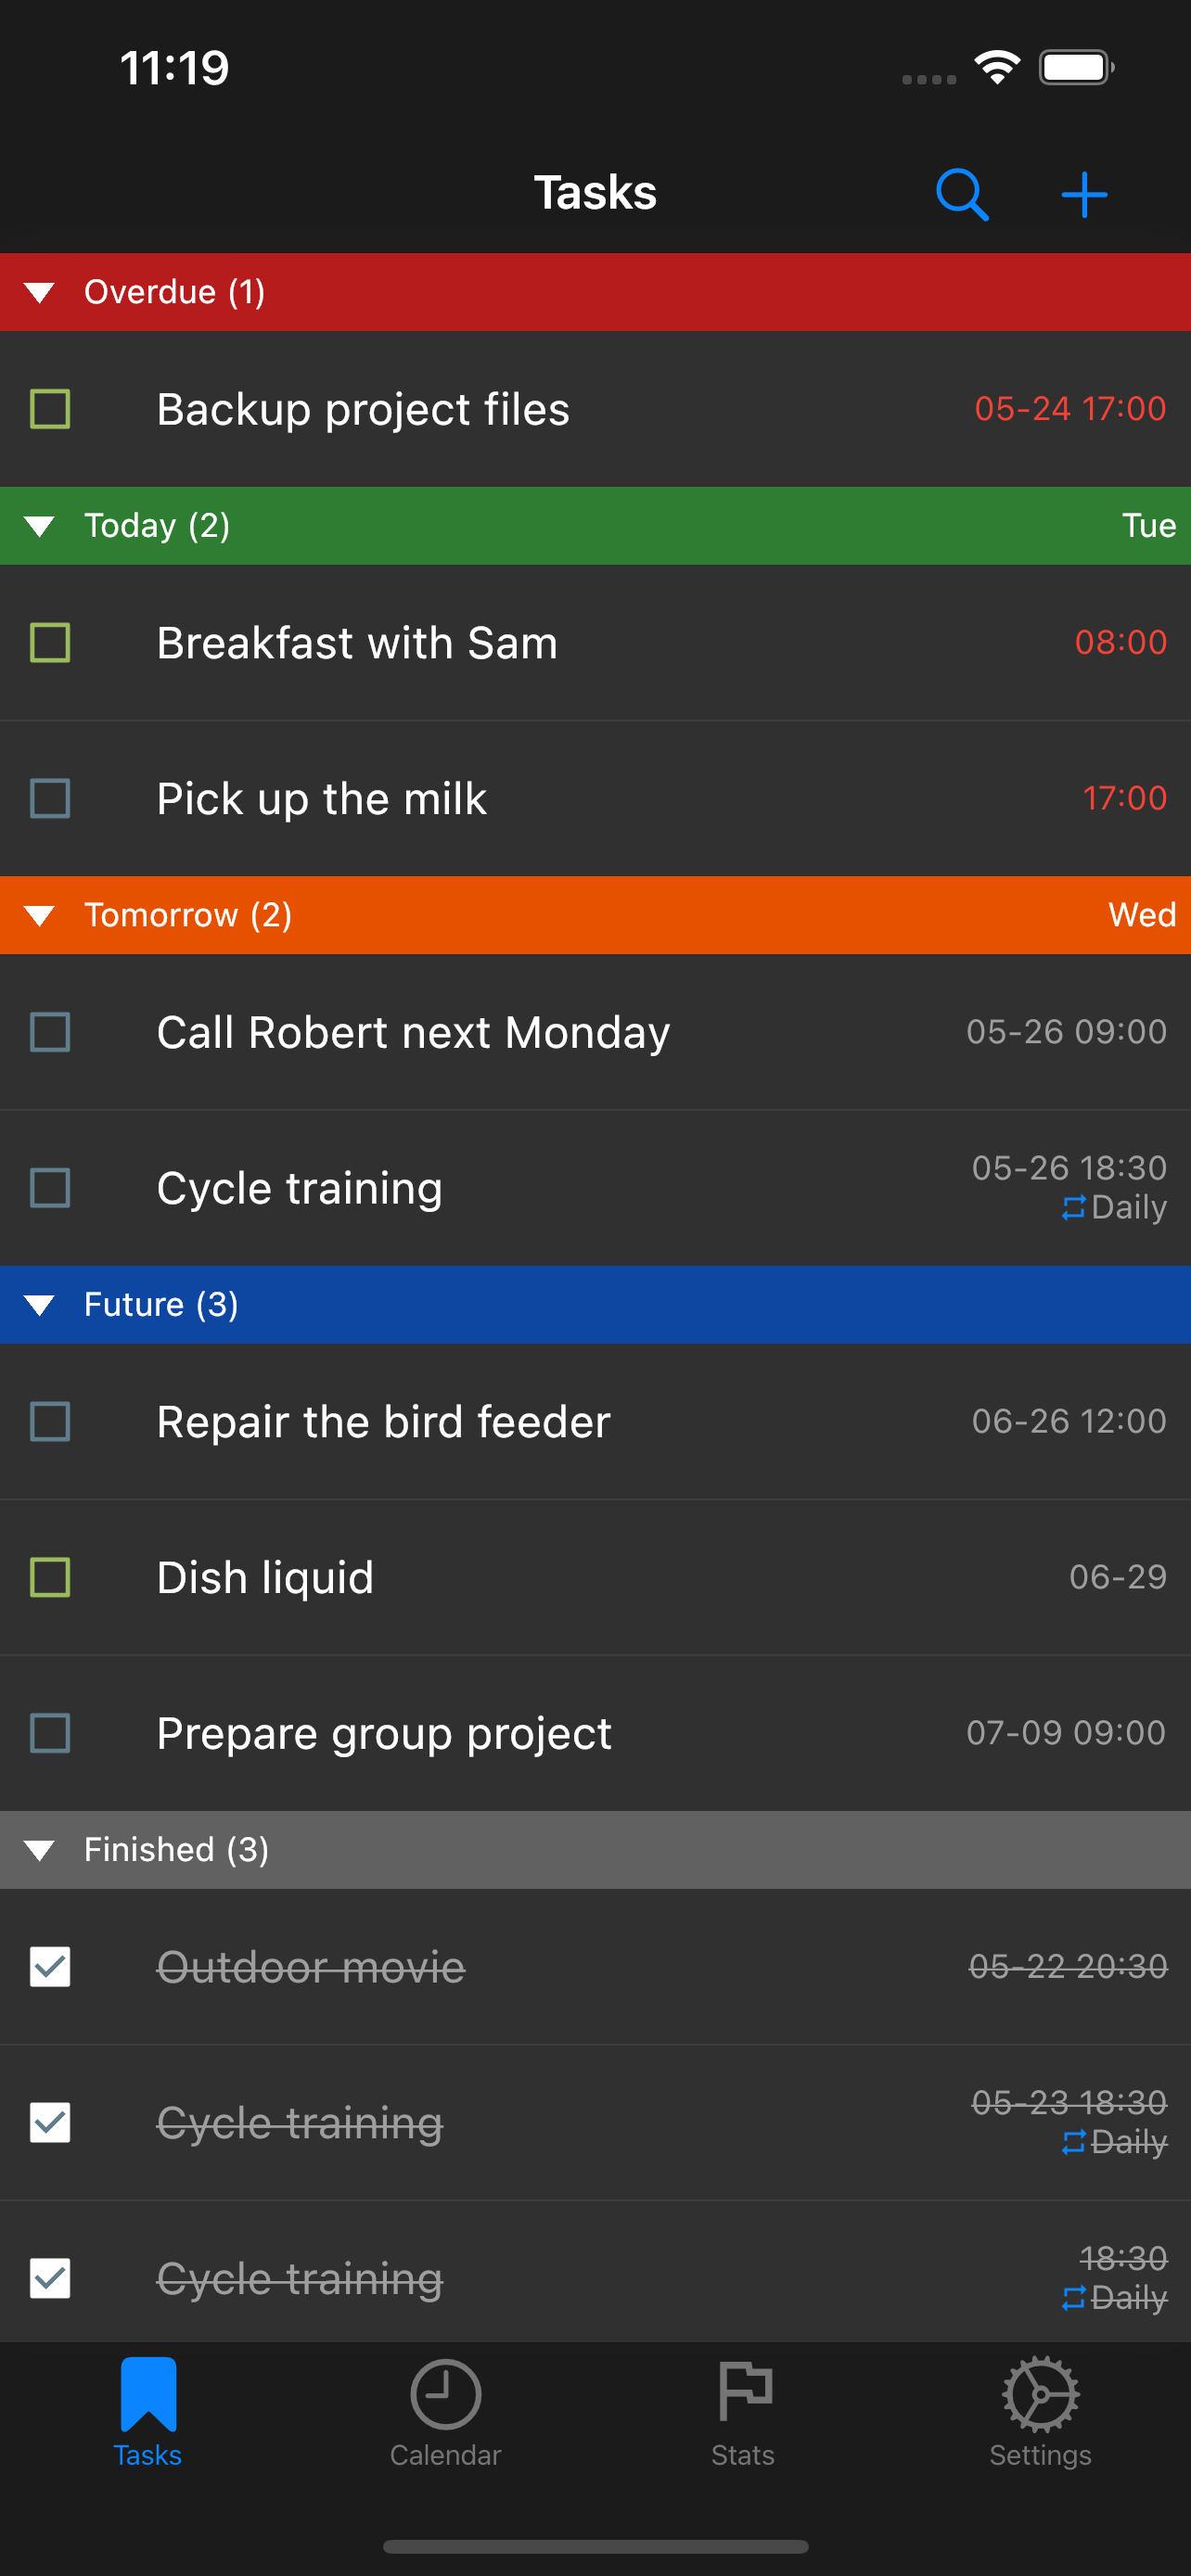 11:19
Tasks
Overdue (1)
Backup project files 05-24 17:00
Today (2) Tue
Breakfast with Sam 08:00
Pick up the milk 17:00
Tomorrow (2) Wed
Call Robert next Monday 05-26 09:00
Cycle training 05-26 18:30
Daily
Future (3)
Repair the bird feeder 06-26 12:00
Dish liquid 06-29
Prepare group project 07-09 09:00
Finished (3)
Outdoor movie 05-22 20:30
Cycle training 05-23 18:30
Daily
Cycle training 18:30
Daily
Tasks Calendar Stats Settings